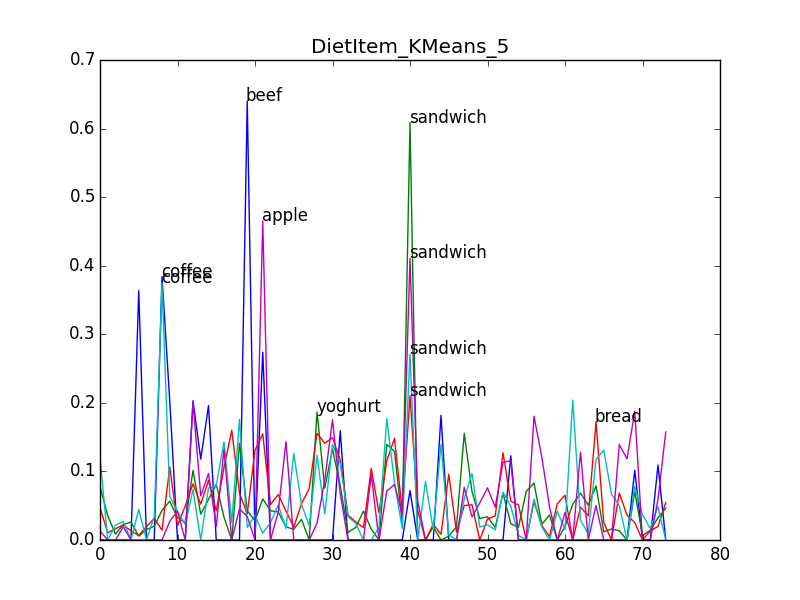 DietItem_KMeans_5
0.7
beef
0.6
sandwich
0.5
apple
0.4
sandwich
coffee
coffee
0.3
sandwich
sandwich
0.2
yoghurt
bread
0.1
0.0
0 10 20 30 40 50 60 70 80